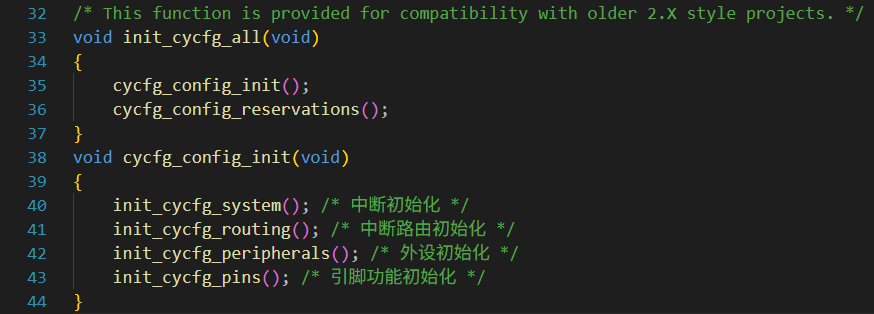 32 /* This function is provided for compatibility with older 2.X style projects. */
33 void init_cycfg_all(void)
34 {
35     cycfg_config_init();
36     cycfg_config_reservations();
37 }
38 void cycfg_config_init(void)
39 {
40     init_cycfg_system(); /* 中断初始化 */
41     init_cycfg_routing(); /* 中断路由初始化 */
42     init_cycfg_peripherals(); /* 外设初始化 */
43     init_cycfg_pins(); /* 引脚功能初始化 */
44 }